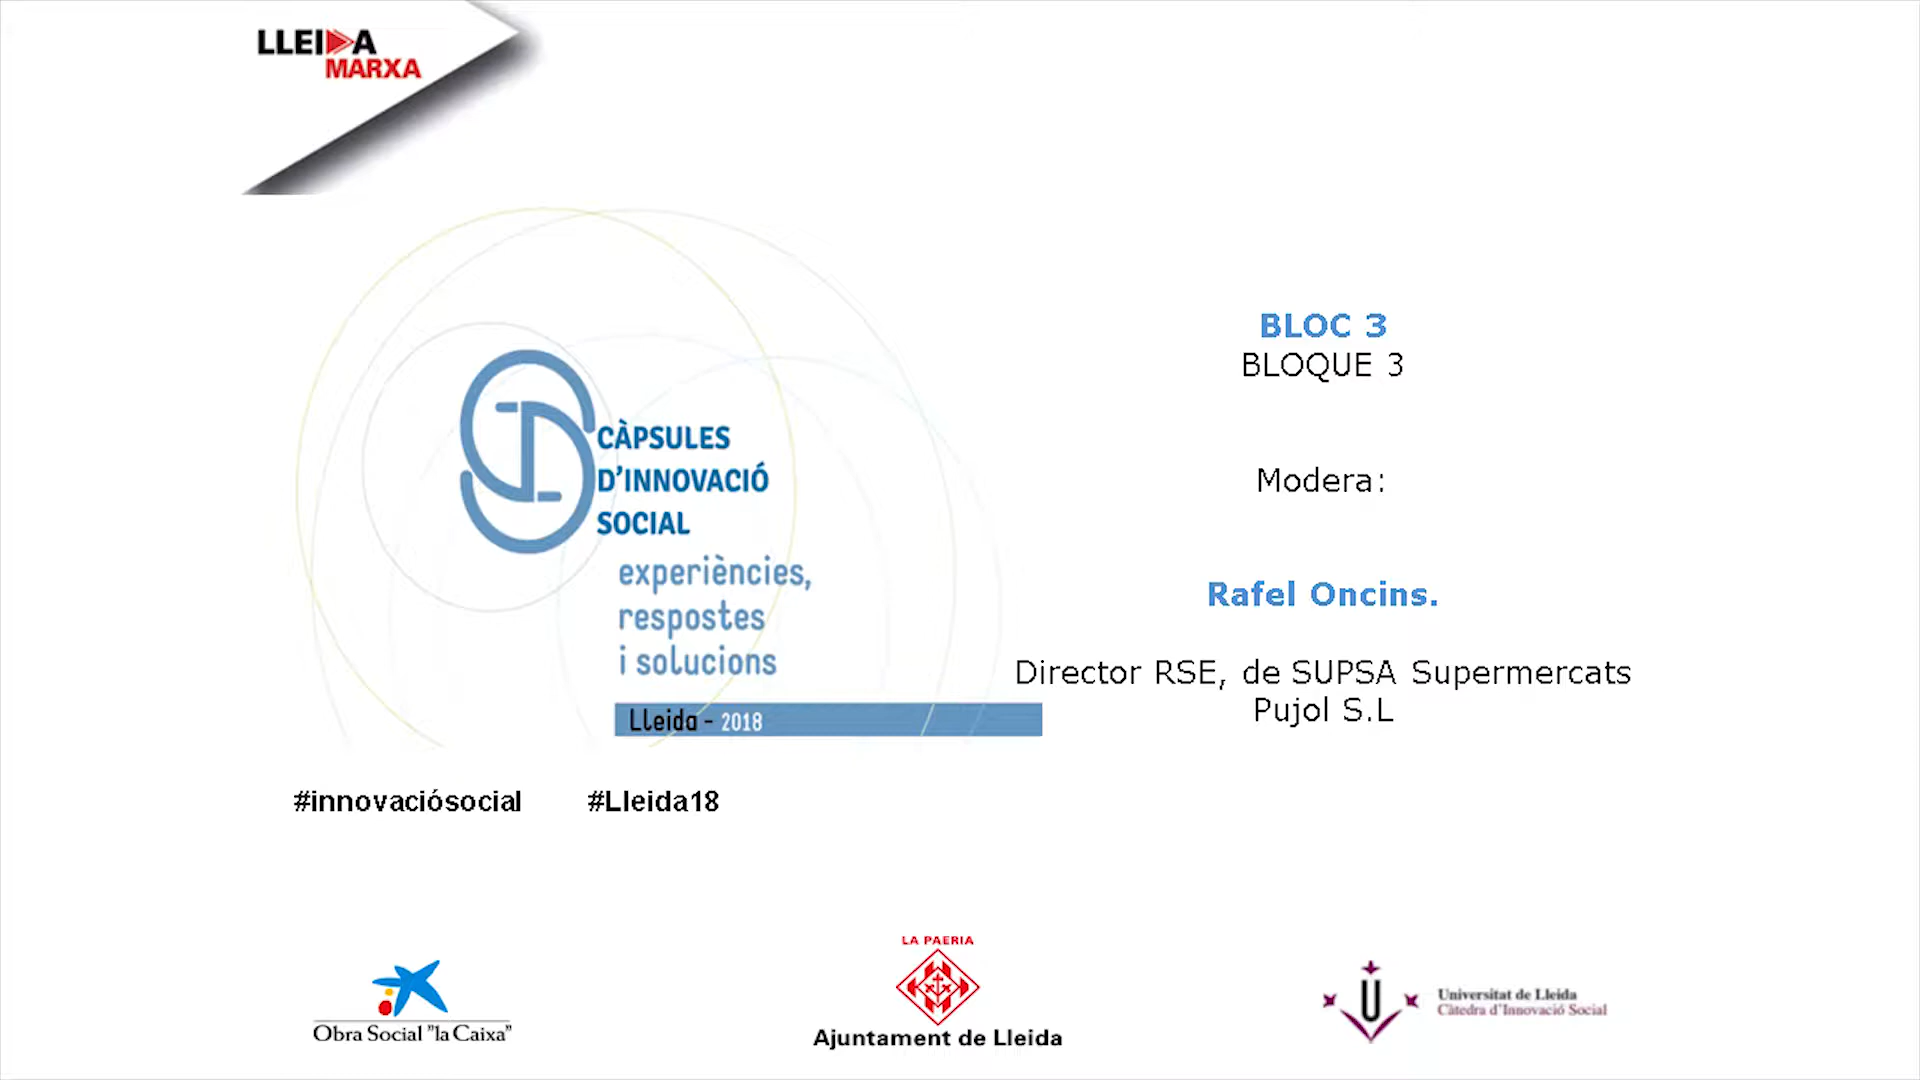 LLEIDA
MARXA
CÀPSULES
D'INNOVACIÓ
SOCIAL
experiències,
respostes
i solucions
Lleida - 2018
#innovaciósocial #Lleida18
BLOC 3
BLOQUE 3
Modera:
Rafel Oncins.
Director RSE, de SUPSA Supermercats
Pujol S.L
Obra Social "la Caixa"
LA PAERIA
Ajuntament de Lleida
U
Universitat de Lleida
Càtedra d'Innovació Social